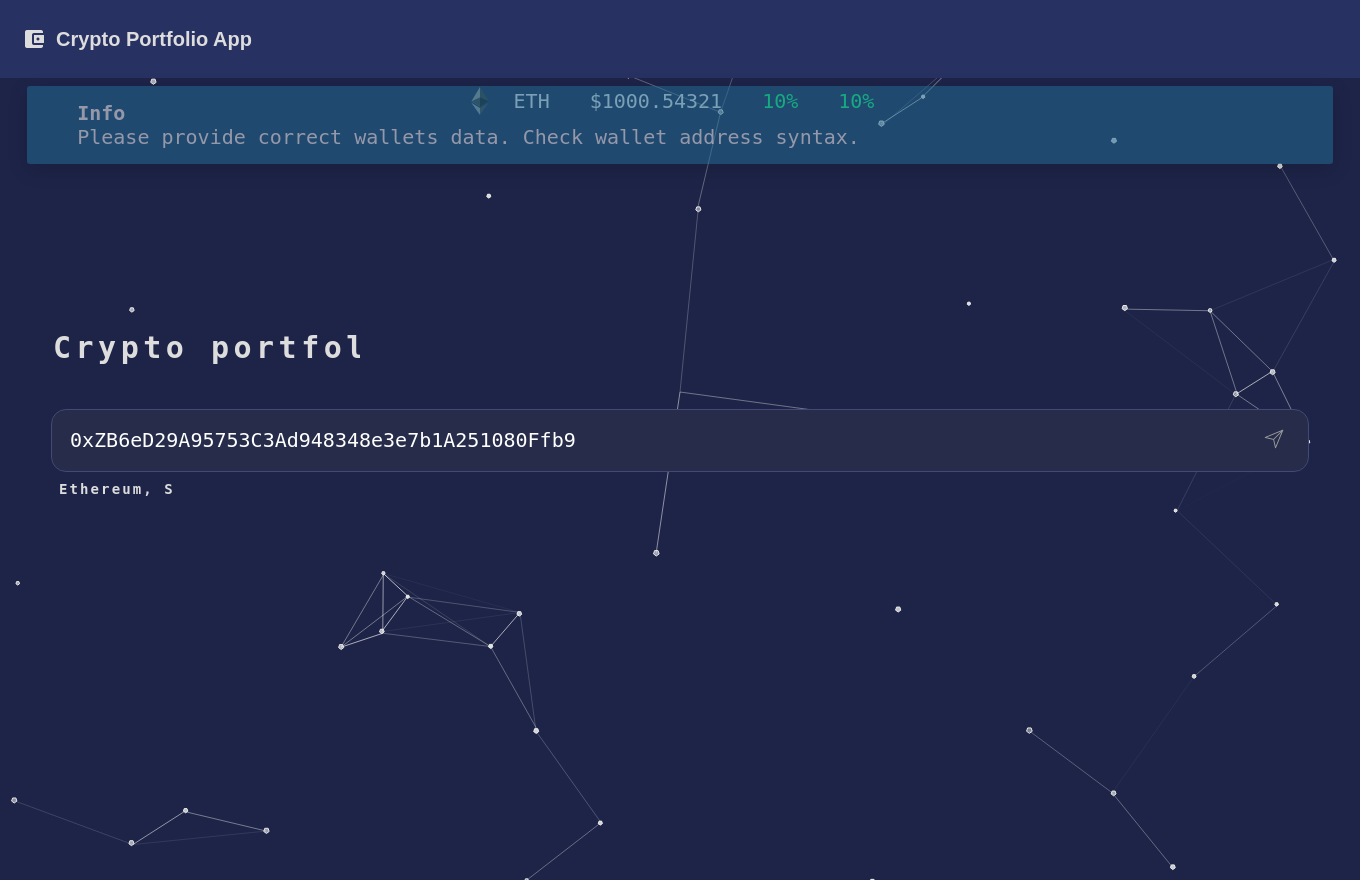 Crypto Portfolio App
ETH $1000.54321 10% 10%
Info
Please provide correct wallets data. Check wallet address syntax.
Crypto portfol
0xZB6eD29A95753C3Ad948348e3e7b1A251080Ffb9
Ethereum, S